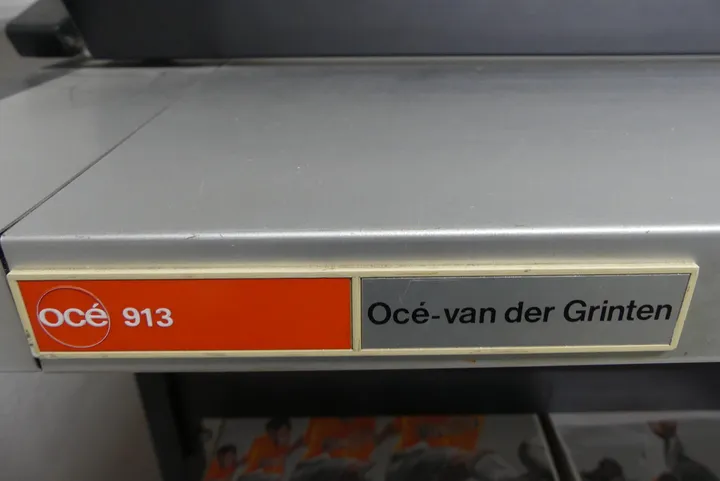 océ 913
Océ-van der Grinten